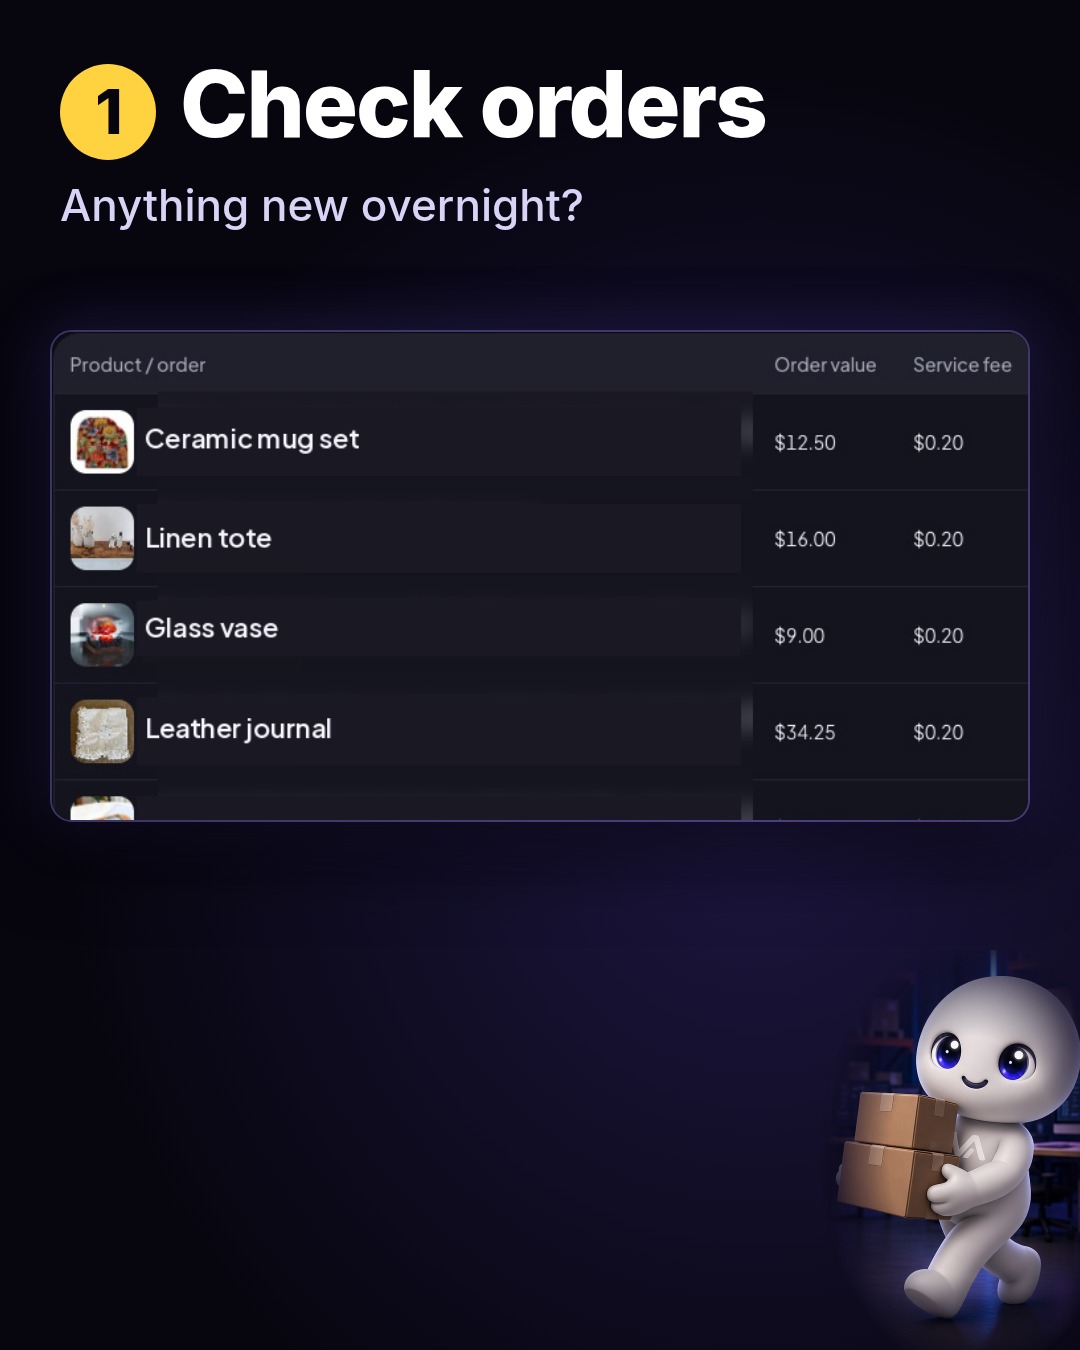 1 Check orders
Anything new overnight?
Product / order Order value Service fee
Ceramic mug set $12.50 $0.20
Linen tote $16.00 $0.20
Glass vase $9.00 $0.20
Leather journal $34.25 $0.20